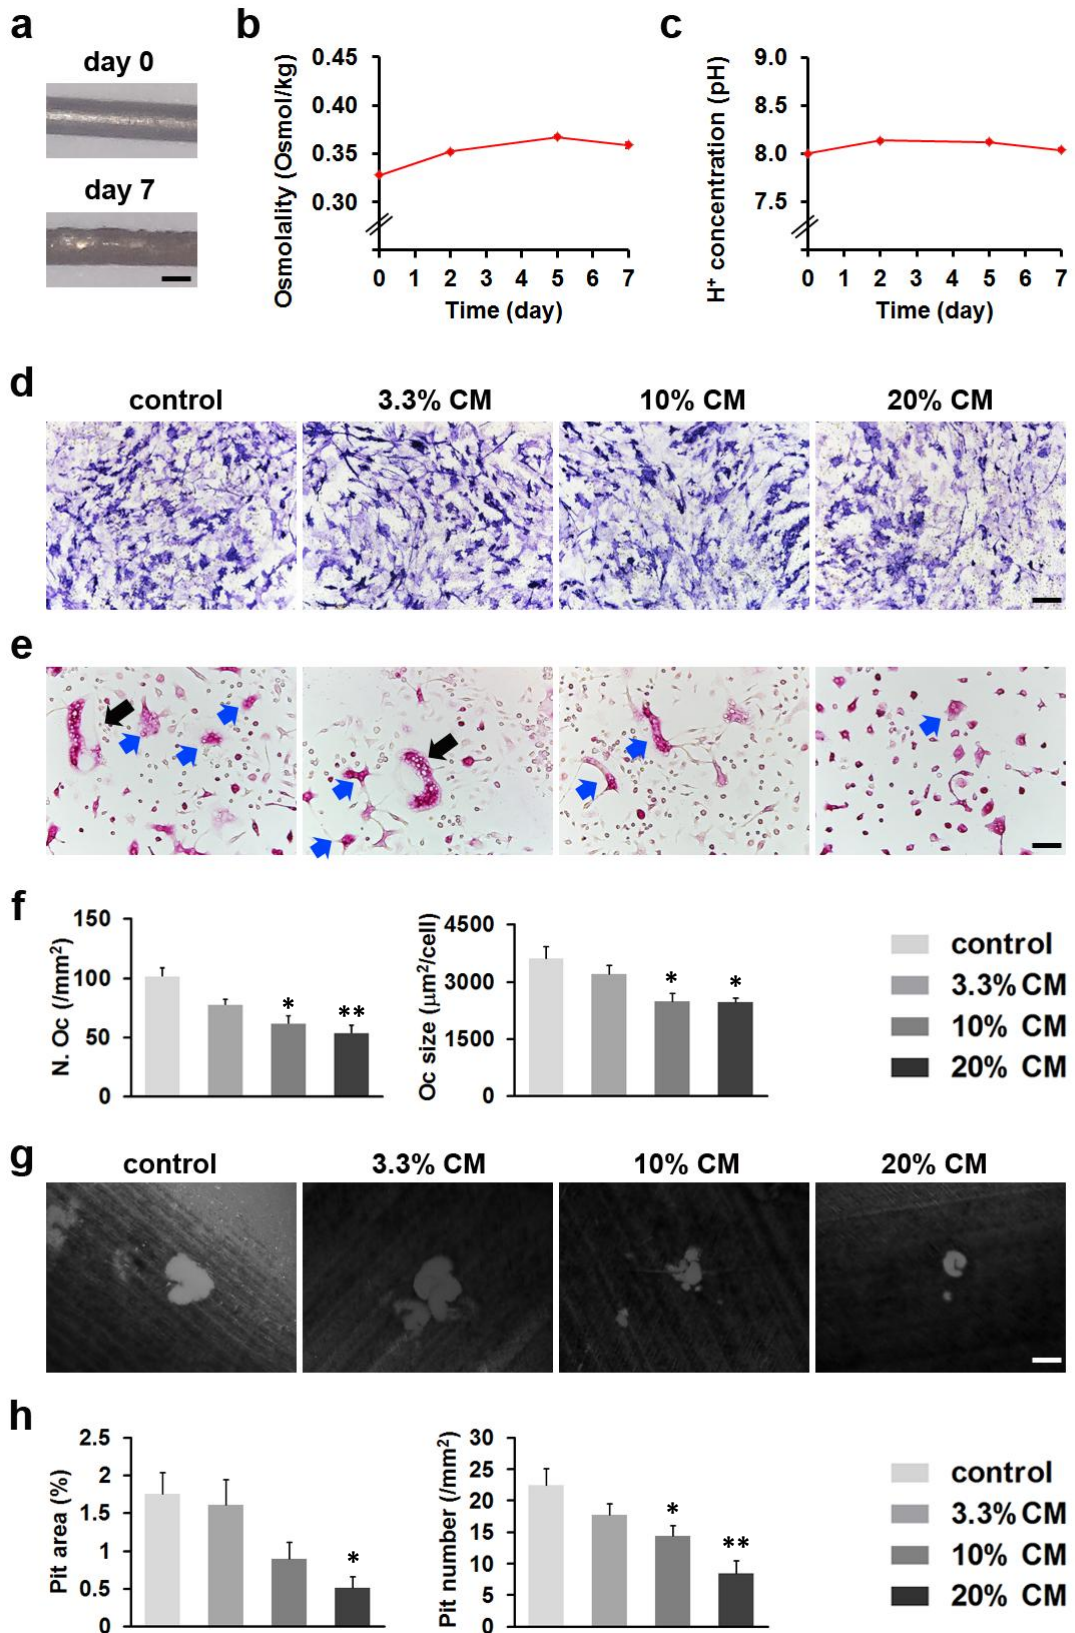 a
day 0
day 7
b
Osmolality (Osmol/kg)
0.45
0.40
0.35
0.30
0 1 2 3 4 5 6 7
Time (day)
c
H⁺ concentration (pH)
9.0
8.5
8.0
7.5
0 1 2 3 4 5 6 7
Time (day)
d
control 3.3% CM 10% CM 20% CM
e
f
N. Oc (/mm²)
150
100
50
0
*
**
Oc size (μm²/cell)
4500
3000
1500
0
*
*
control
3.3% CM
10% CM
20% CM
g
control 3.3% CM 10% CM 20% CM
h
Pit area (%)
2.5
2
1.5
1
0.5
0
*
Pit number (/mm²)
30
25
20
15
10
5
0
*
**
control
3.3% CM
10% CM
20% CM